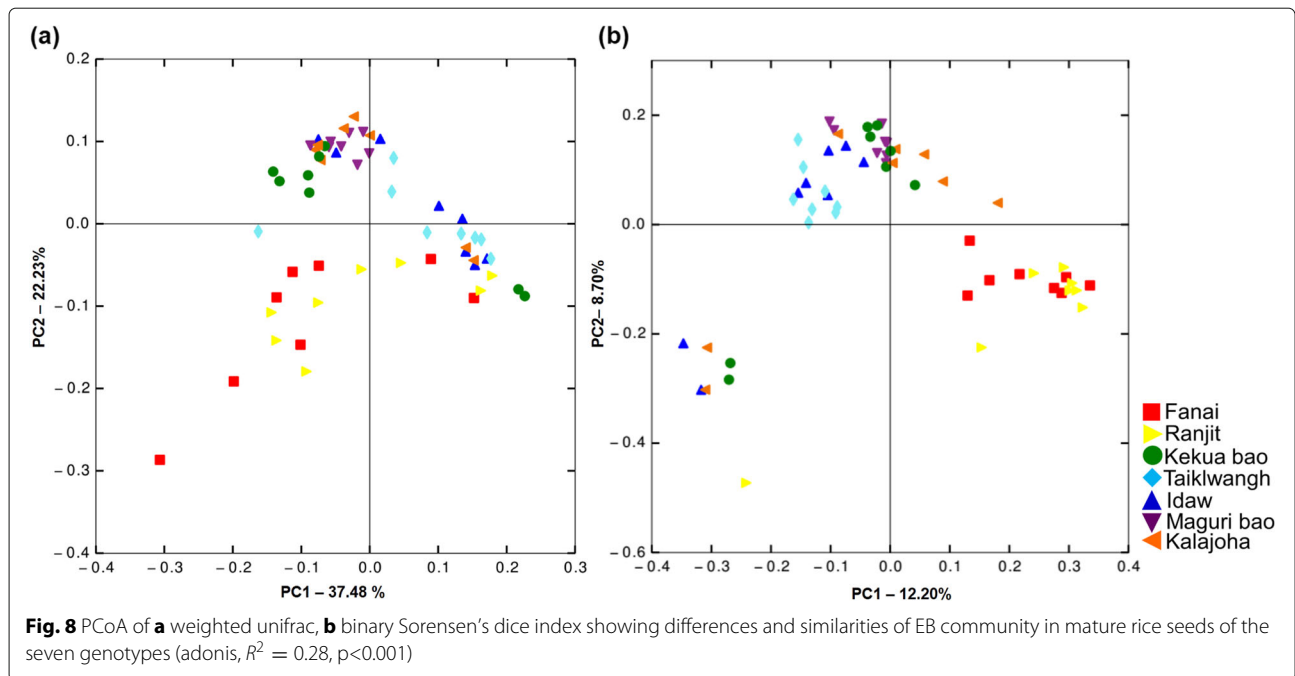 (a)
(b)
0.2
0.1
0.0
− 0.1
− 0.2
− 0.3
− 0.4
PC2 – 22.23%
− 0.4
− 0.3
− 0.2
− 0.1
0.0
0.1
0.2
0.3
PC1 – 37.48 %
0.2
0.0
− 0.2
− 0.4
− 0.6
PC2– 8.70%
− 0.4
− 0.3
− 0.2
− 0.1
0.0
0.1
0.2
0.3
0.4
PC1 – 12.20%
Fanai
Ranjit
Kekua bao
Taiklwangh
Idaw
Maguri bao
Kalajoha
Fig. 8 PCoA of a weighted unifrac, b binary Sorensen's dice index showing differences and similarities of EB community in mature rice seeds of the
seven genotypes (adonis, R² = 0.28, p<0.001)